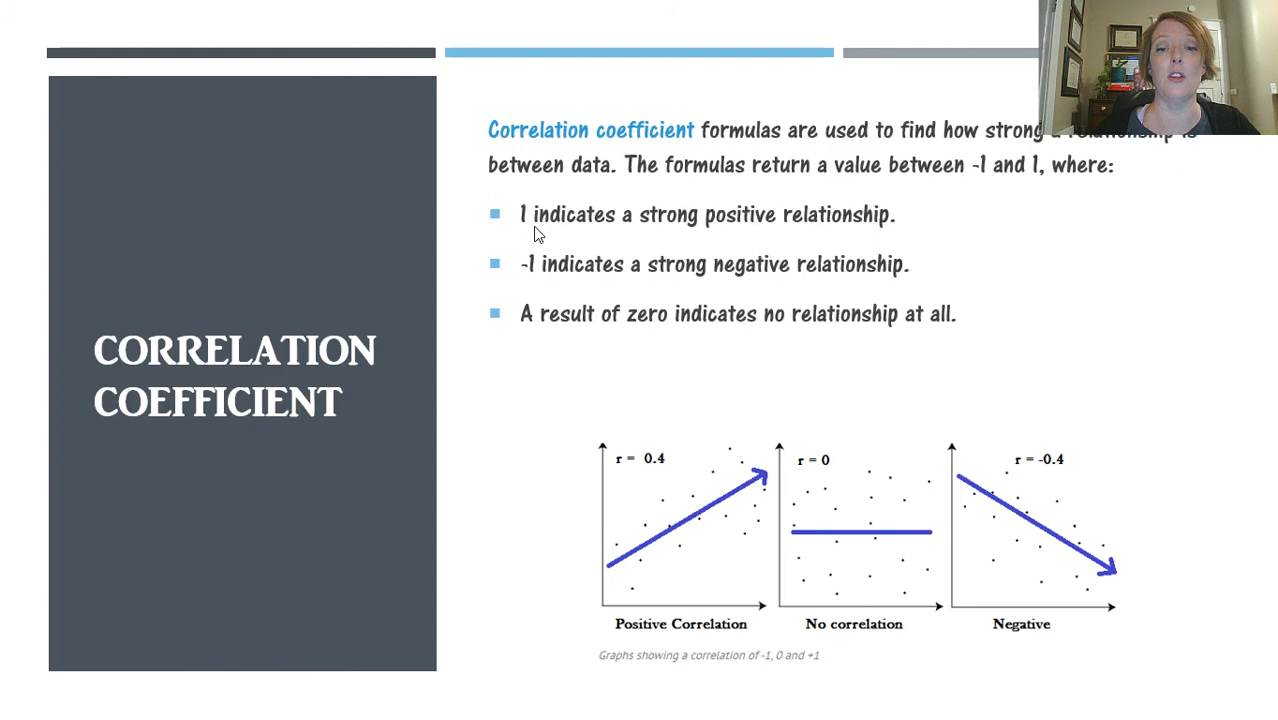 CORRELATION
COEFFICIENT
Correlation coefficient formulas are used to find how strong a relationship is
between data. The formulas return a value between -1 and 1, where:
1 indicates a strong positive relationship.
-1 indicates a strong negative relationship.
A result of zero indicates no relationship at all.
r = 0.4
r = 0
r = -0.4
Positive Correlation
No correlation
Negative
Graphs showing a correlation of -1, 0 and +1